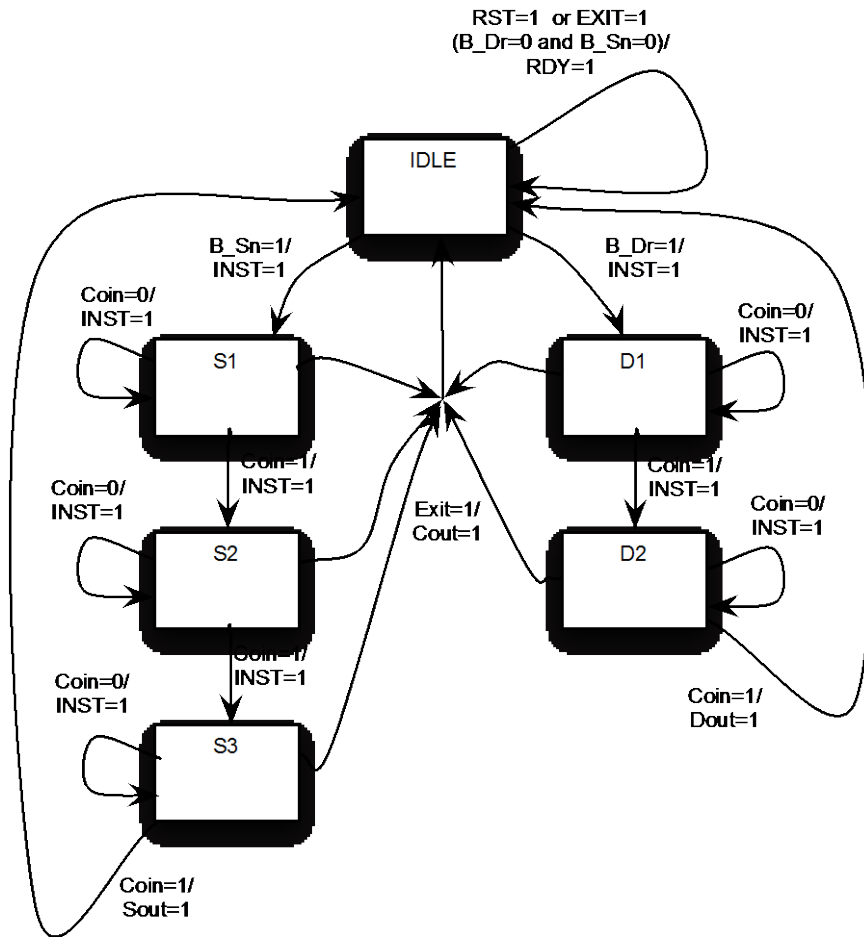 RST=1 or EXIT=1
(B_Dr=0 and B_Sn=0)/
RDY=1
IDLE
B_Sn=1/
INST=1
B_Dr=1/
INST=1
Coin=0/
INST=1
S1
D1
Coin=0/
INST=1
Coin=1/
INST=1
Coin=1/
INST=1
Coin=0/
INST=1
S2
Exit=1/
Cout=1
D2
Coin=0/
INST=1
Coin=1/
INST=1
Coin=0/
INST=1
S3
Coin=1/
Dout=1
Coin=1/
Sout=1